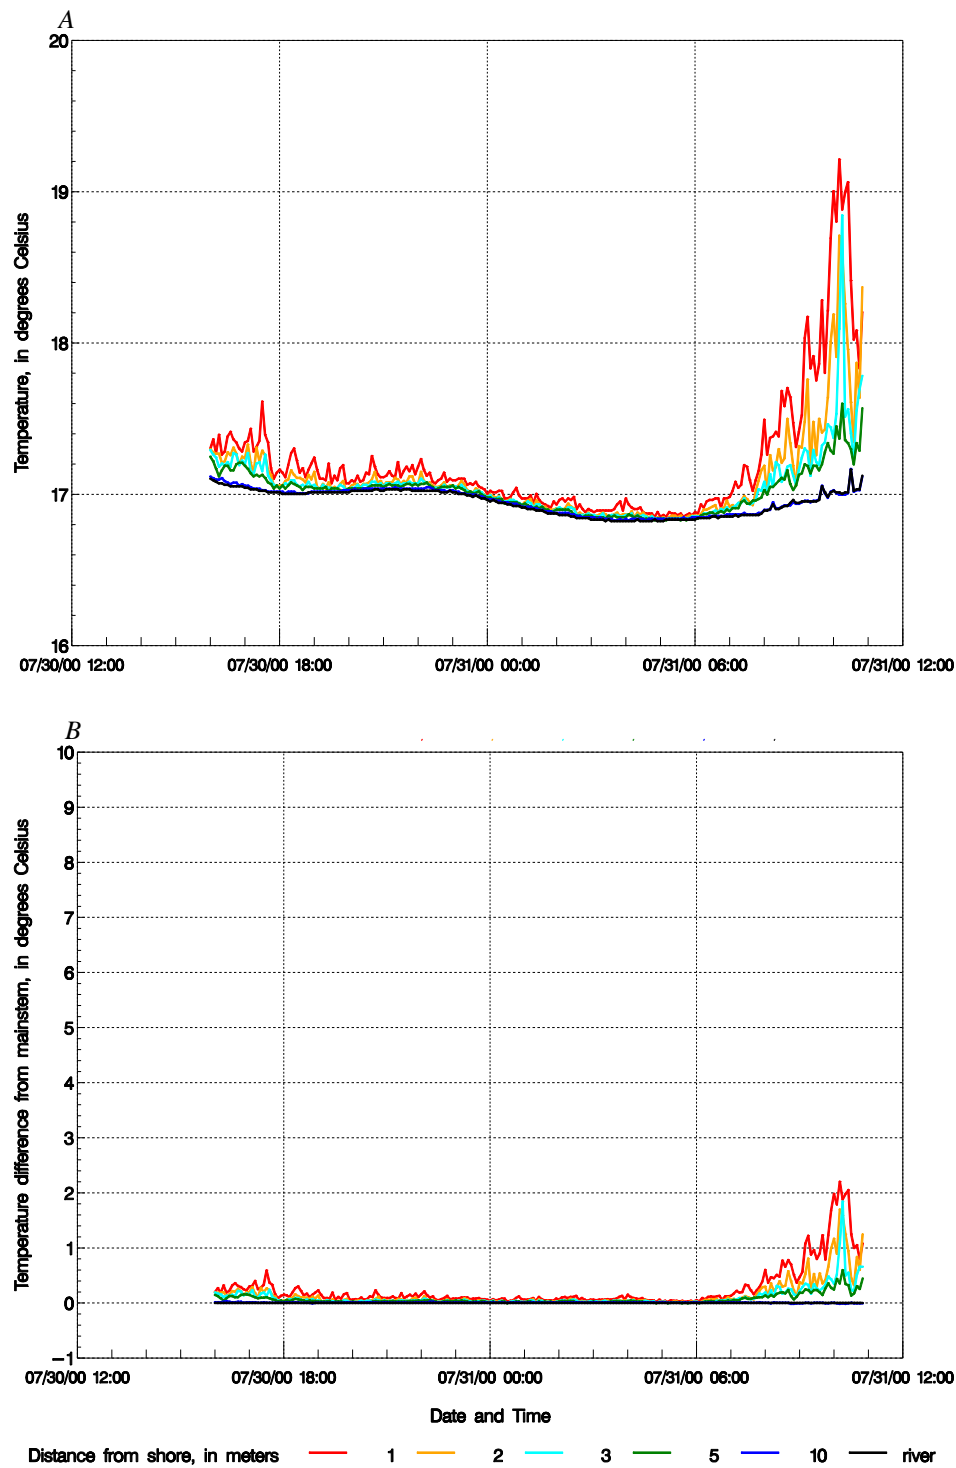 A
20
19
18
17
16
Temperature, in degrees Celsius
07/30/00 12:00 07/30/00 18:00 07/31/00 00:00 07/31/00 06:00 07/31/00 12:00
B
10
9
8
7
6
5
4
3
2
1
0
−1
Temperature difference from mainstem, in degrees Celsius
07/30/00 12:00 07/30/00 18:00 07/31/00 00:00 07/31/00 06:00 07/31/00 12:00
Date and Time
Distance from shore, in meters 1 2 3 5 10 river